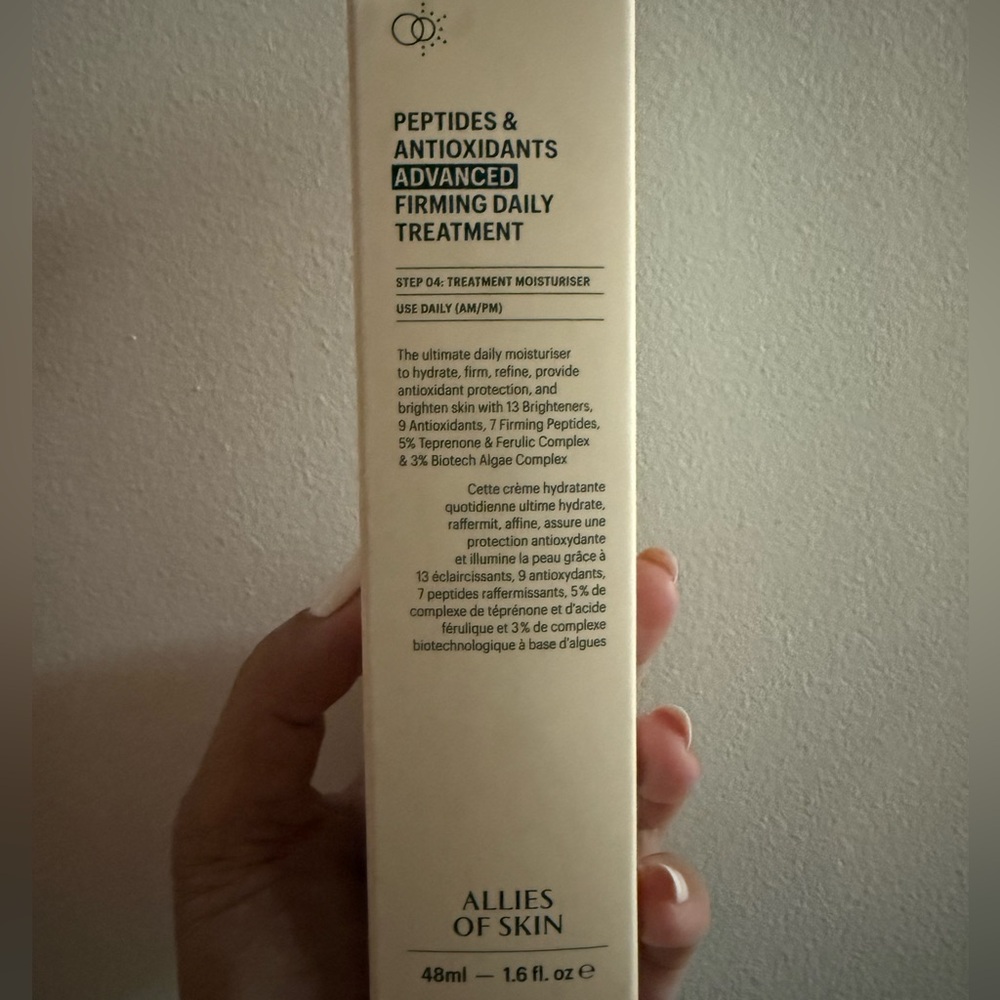 PEPTIDES &
ANTIOXIDANTS
ADVANCED
FIRMING DAILY
TREATMENT
STEP 04: TREATMENT MOISTURISER
USE DAILY (AM/PM)
The ultimate daily moisturiser
to hydrate, firm, refine, provide
antioxidant protection, and
brighten skin with 13 Brighteners,
9 Antioxidants, 7 Firming Peptides,
5% Teprenone & Ferulic Complex
& 3% Biotech Algae Complex
Cette crème hydratante
quotidienne ultime hydrate,
raffermit, affine, assure une
protection antioxydante
et illumine la peau grâce à
13 éclaircissants, 9 antioxydants,
7 peptides raffermissants, 5% de
complexe de téprénone et d'acide
férulique et 3% de complexe
biotechnologique à base d'algues
ALLIES
OF SKIN
48ml — 1.6 fl. oz ℮